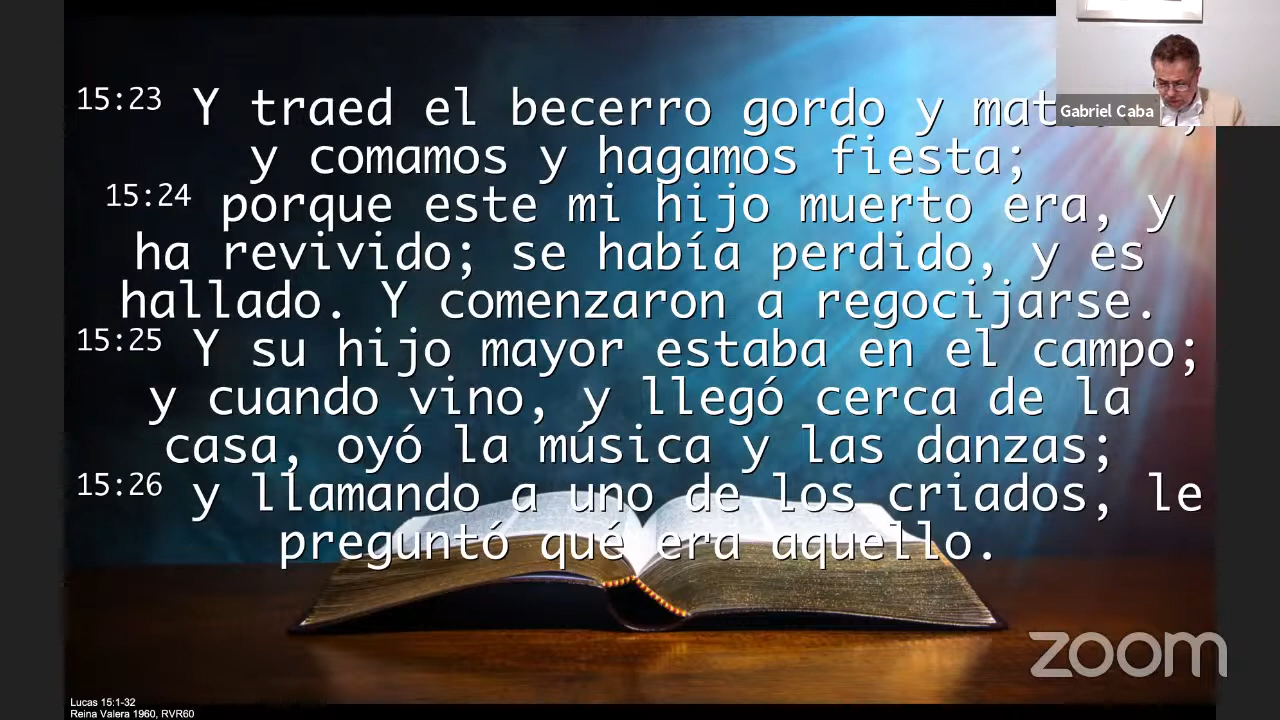 15:23 Y traed el becerro gordo y
y comamos y hagamos fiesta;
15:24 porque este mi hijo muerto era, y
ha revivido; se había perdido, y es
hallado. Y comenzaron a regocijarse.
15:25 Y su hijo mayor estaba en el campo;
y cuando vino, y llegó cerca de la
casa, oyó la música y las danzas;
15:26 y llamando a uno de los criados, le
preguntó qué era aquello.
Gabriel Caba
zoom
Lucas 15:1-32
Reina Valera 1960, RVR60